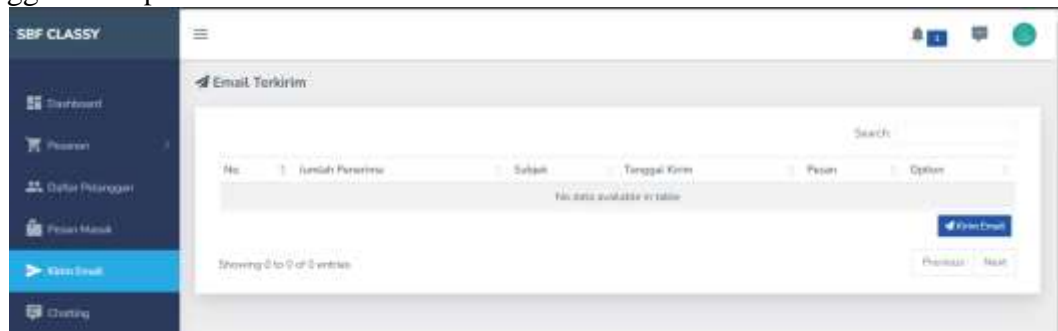 SBF CLASSY
Email Terkirim
Dashboard
Pesanan
Daftar Pelanggan
Pesan Masuk
Kirim Email
Chatting
Search:
No Jumlah Penerima Subjek Tanggal Kirim Pesan Option
No data available in table
Kirim Email
Showing 0 to 0 of 0 entries
Previous Next